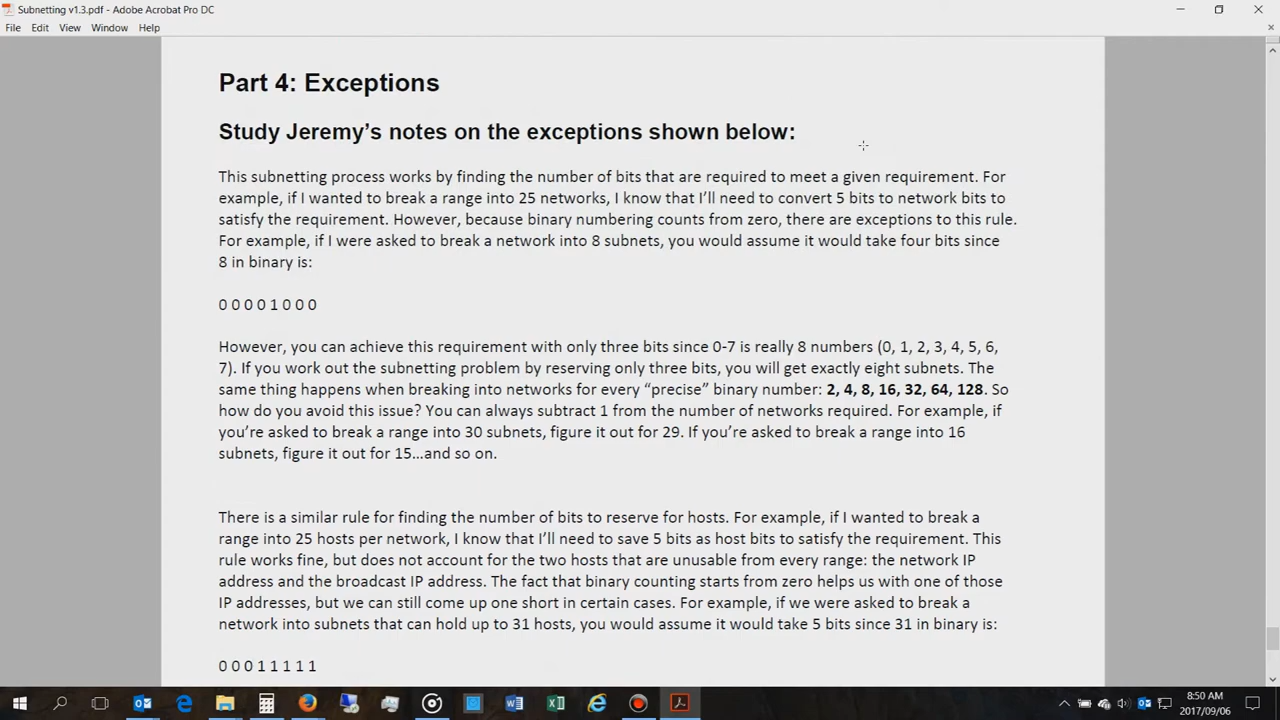 Subnetting v1.3.pdf - Adobe Acrobat Pro DC
File Edit View Window Help
Part 4: Exceptions
Study Jeremy’s notes on the exceptions shown below:
This subnetting process works by finding the number of bits that are required to meet a given requirement. For
example, if I wanted to break a range into 25 networks, I know that I’ll need to convert 5 bits to network bits to
satisfy the requirement. However, because binary numbering counts from zero, there are exceptions to this rule.
For example, if I were asked to break a network into 8 subnets, you would assume it would take four bits since
8 in binary is:
0 0 0 0 1 0 0 0
However, you can achieve this requirement with only three bits since 0-7 is really 8 numbers (0, 1, 2, 3, 4, 5, 6,
7). If you work out the subnetting problem by reserving only three bits, you will get exactly eight subnets. The
same thing happens when breaking into networks for every “precise” binary number: 2, 4, 8, 16, 32, 64, 128. So
how do you avoid this issue? You can always subtract 1 from the number of networks required. For example, if
you’re asked to break a range into 30 subnets, figure it out for 29. If you’re asked to break a range into 16
subnets, figure it out for 15…and so on.
There is a similar rule for finding the number of bits to reserve for hosts. For example, if I wanted to break a
range into 25 hosts per network, I know that I’ll need to save 5 bits as host bits to satisfy the requirement. This
rule works fine, but does not account for the two hosts that are unusable from every range: the network IP
address and the broadcast IP address. The fact that binary counting starts from zero helps us with one of those
IP addresses, but we can still come up one short in certain cases. For example, if we were asked to break a
network into subnets that can hold up to 31 hosts, you would assume it would take 5 bits since 31 in binary is:
0 0 0 1 1 1 1 1
8:50 AM
2017/09/06